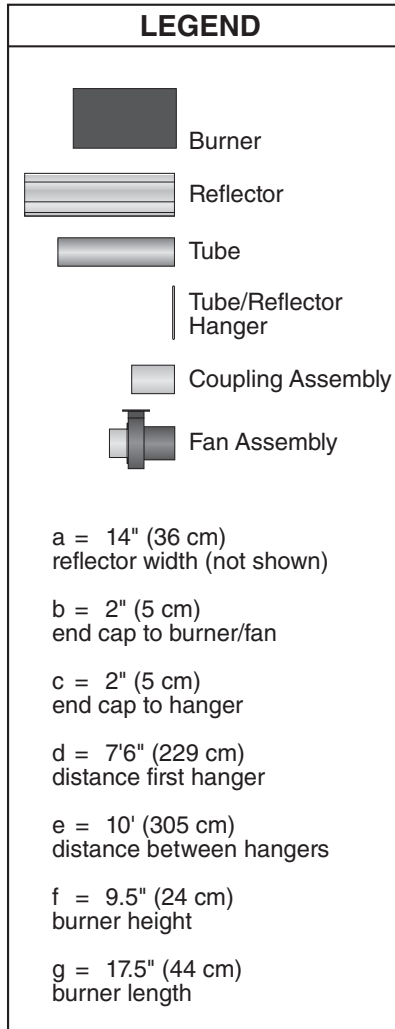 LEGEND
Burner
Reflector
Tube
Tube/Reflector
Hanger
Coupling Assembly
Fan Assembly
a = 14" (36 cm)
reflector width (not shown)
b = 2" (5 cm)
end cap to burner/fan
c = 2" (5 cm)
end cap to hanger
d = 7'6" (229 cm)
distance first hanger
e = 10' (305 cm)
distance between hangers
f = 9.5" (24 cm)
burner height
g = 17.5" (44 cm)
burner length